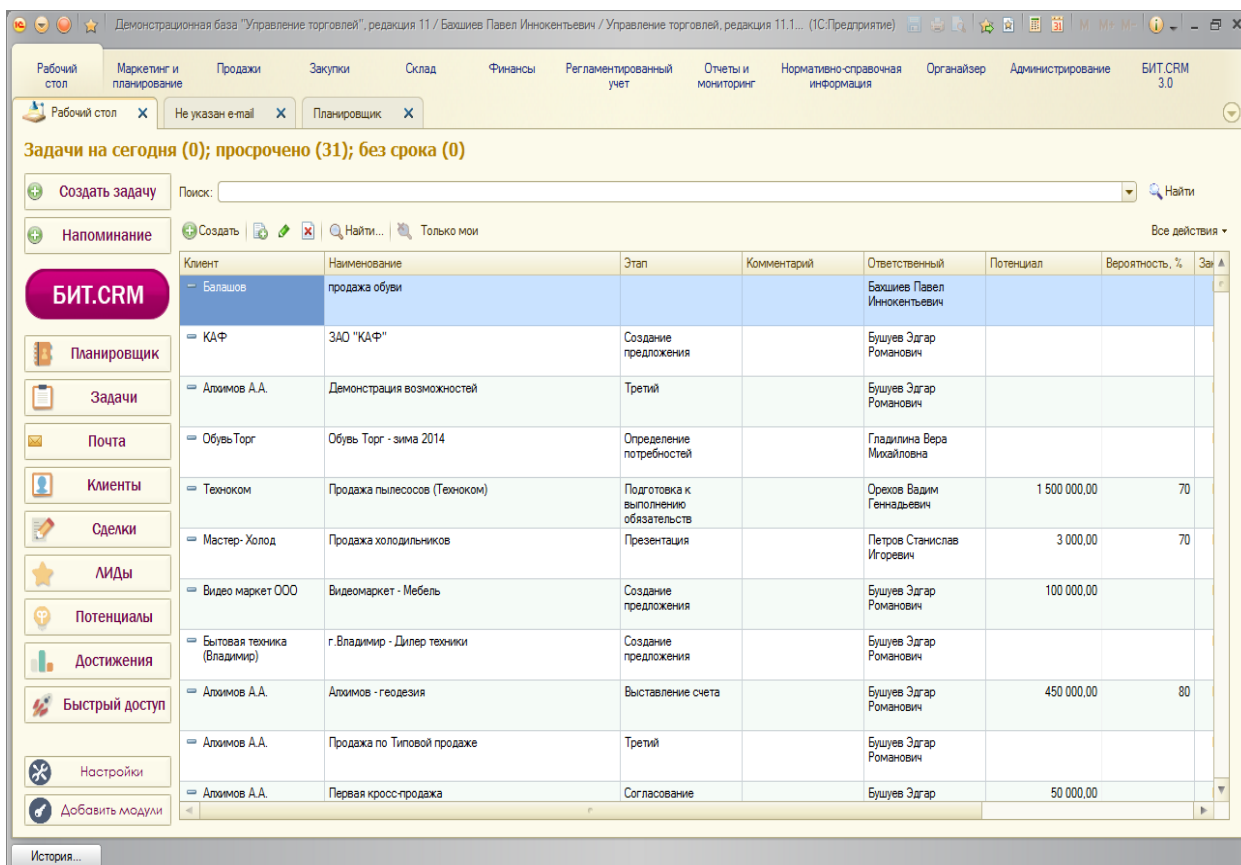 Демонстрационная база "Управление торговлей", редакция 11 / Бахшиев Павел Иннокентьевич / Управление торговлей, редакция 11.1... (1С:Предприятие)
M M+ M-
Рабочий стол
Маркетинг и планирование
Продажи
Закупки
Склад
Финансы
Регламентированный учет
Отчеты и мониторинг
Нормативно-справочная информация
Органайзер
Администрирование
БИТ.CRM 3.0
Рабочий стол
Не указан e-mail
Планировщик
Задачи на сегодня (0); просрочено (31); без срока (0)
Создать задачу
Поиск:
Найти
Напоминание
Создать
Найти...
Только мои
Все действия
БИТ.CRM
Планировщик
Задачи
Почта
Клиенты
Сделки
ЛИДы
Потенциалы
Достижения
Быстрый доступ
Настройки
Добавить модули
Клиент Наименование Этап Комментарий Ответственный Потенциал Вероятность, %
Балашов продажа обуви Бахшиев Павел
Иннокентьевич
КАФ ЗАО "КАФ" Создание Бушуев Эдгар
предложения Романович
Алхимов А.А. Демонстрация возможностей Третий Бушуев Эдгар
Романович
ОбувьТорг Обувь Торг - зима 2014 Определение Гладилина Вера
потребностей Михайловна
Техноком Продажа пылесосов (Техноком) Подготовка к Орехов Вадим 1 500 000,00 70
выполнению Геннадьевич
обязательств
Мастер- Холод Продажа холодильников Презентация Петров Станислав 3 000,00 70
Игоревич
Видео маркет ООО Видеомаркет - Мебель Создание Бушуев Эдгар 100 000,00
предложения Романович
Бытовая техника г.Владимир - Дилер техники Создание Бушуев Эдгар
(Владимир) предложения Романович
Алхимов А.А. Алхимов - геодезия Выставление счета Бушуев Эдгар 450 000,00 80
Романович
Алхимов А.А. Продажа по Типовой продаже Третий Бушуев Эдгар
Романович
Алхимов А.А. Первая кросс-продажа Согласование Бушуев Эдгар 50 000,00
История...